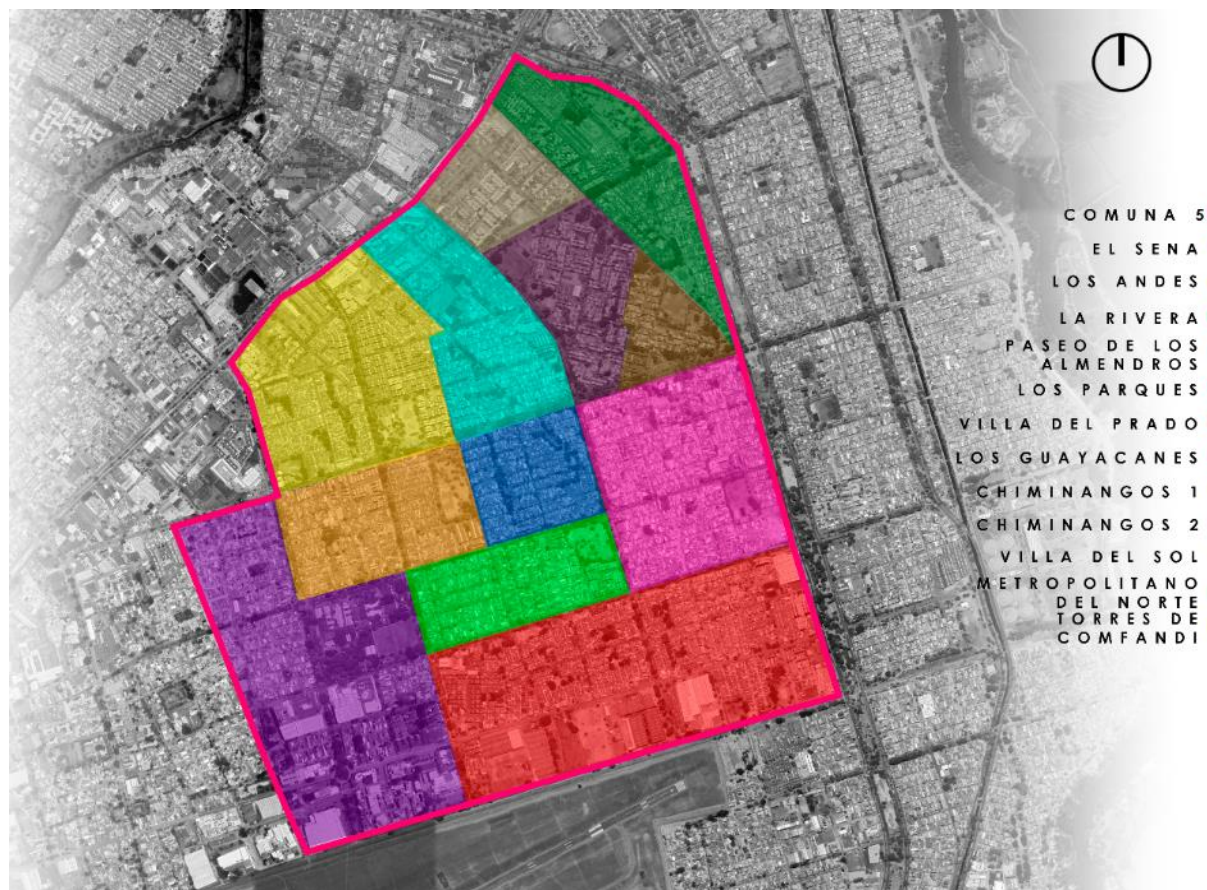 COMUNA 5
EL SENA
LOS ANDES
LA RIVERA
PASEO DE LOS
ALMENDROS
LOS PARQUES
VILLA DEL PRADO
LOS GUAYACANES
CHIMINANGOS 1
CHIMINANGOS 2
VILLA DEL SOL
METROPOLITANO
DEL NORTE
TORRES DE
COMFANDI